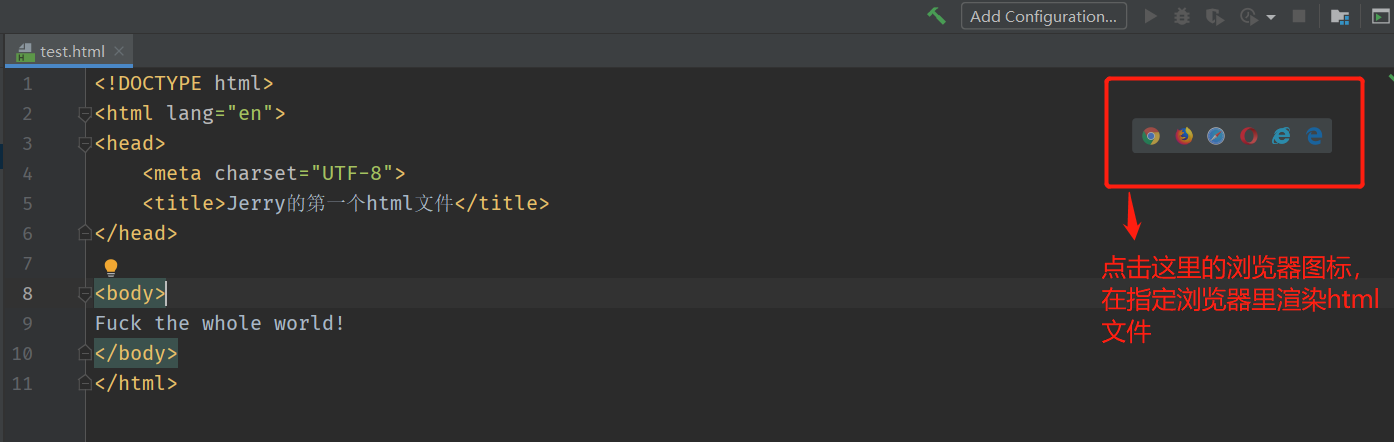 Add Configuration...
test.html
1 <!DOCTYPE html>
2 <html lang="en">
3 <head>
4 <meta charset="UTF-8">
5 <title>Jerry的第一个html文件</title>
6 </head>
7
8 <body>
9 Fuck the whole world!
10 </body>
11 </html>
点击这里的浏览器图标，
在指定浏览器里渲染html
文件